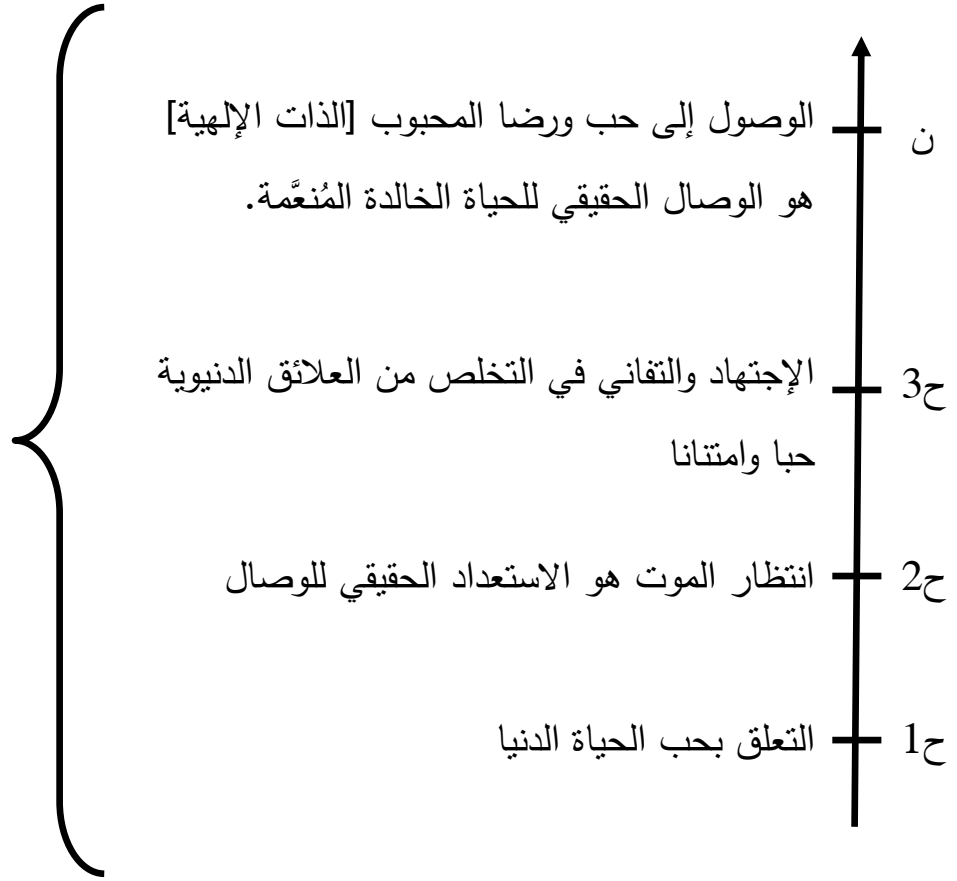 ن الوصول إلى حب ورضا المحبوب [الذات الإلهية]
هو الوصال الحقيقي للحياة الخالدة المُنعَّمة.
ح3 الإجتهاد والتفاني في التخلص من العلائق الدنيوية
حبا وامتنانا
ح2 انتظار الموت هو الاستعداد الحقيقي للوصال
ح1 التعلق بحب الحياة الدنيا